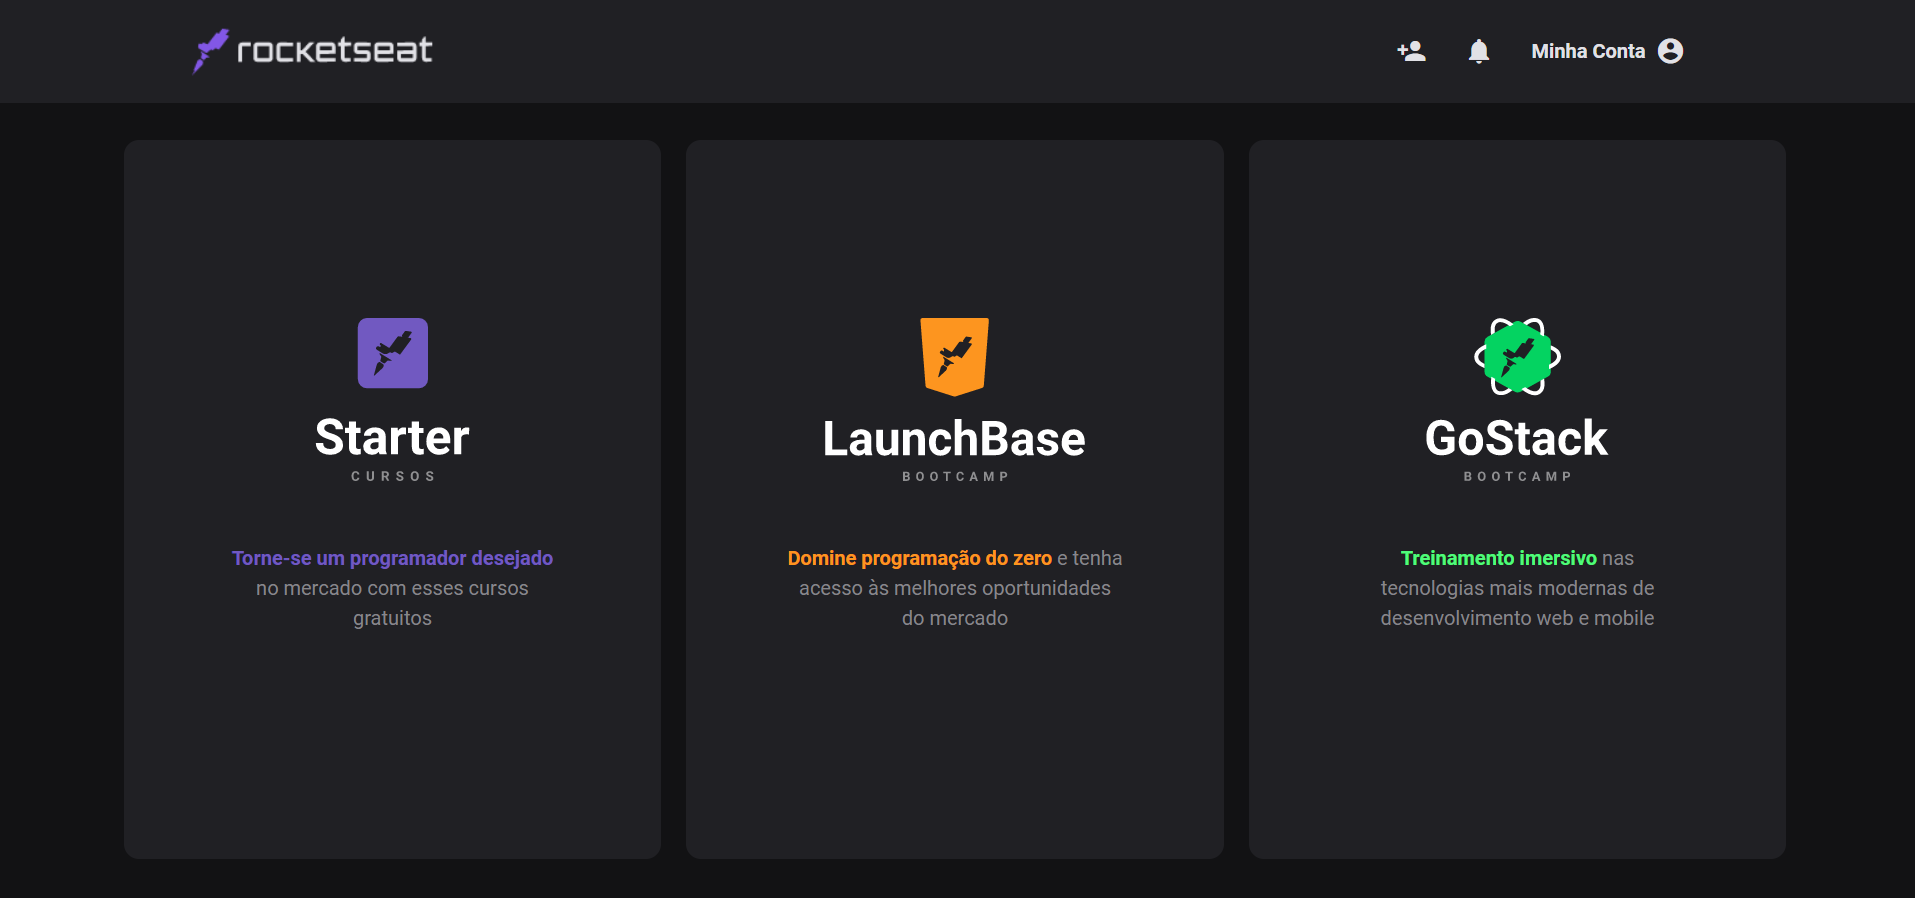 rocketseat
Minha Conta
Starter
CURSOS
Torne-se um programador desejado
no mercado com esses cursos
gratuitos
LaunchBase
BOOTCAMP
Domine programação do zero e tenha
acesso às melhores oportunidades
do mercado
GoStack
BOOTCAMP
Treinamento imersivo nas
tecnologias mais modernas de
desenvolvimento web e mobile